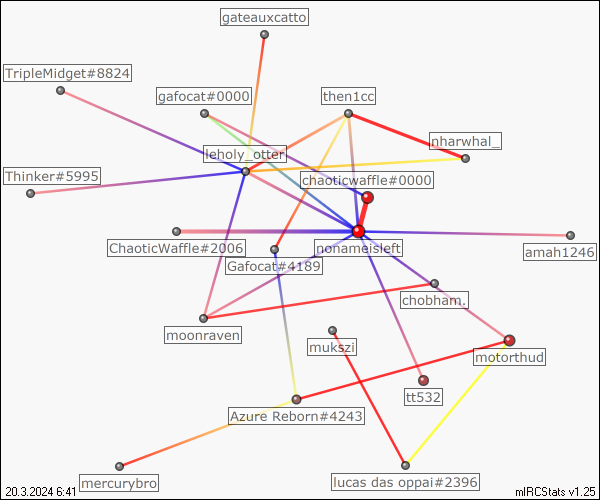 gateauxcatto
TripleMidget#8824
gafocat#0000
then1cc
nharwhal_
leholy_otter
Thinker#5995
chaoticwaffle#0000
ChaoticWaffle#2006
nonameisleft
amah1246
Gafocat#4189
chobham.
moonraven
mukszi
motorthud
tt532
Azure Reborn#4243
mercurybro
lucas das oppai#2396
20.3.2024 6:41
mIRCStats v1.25